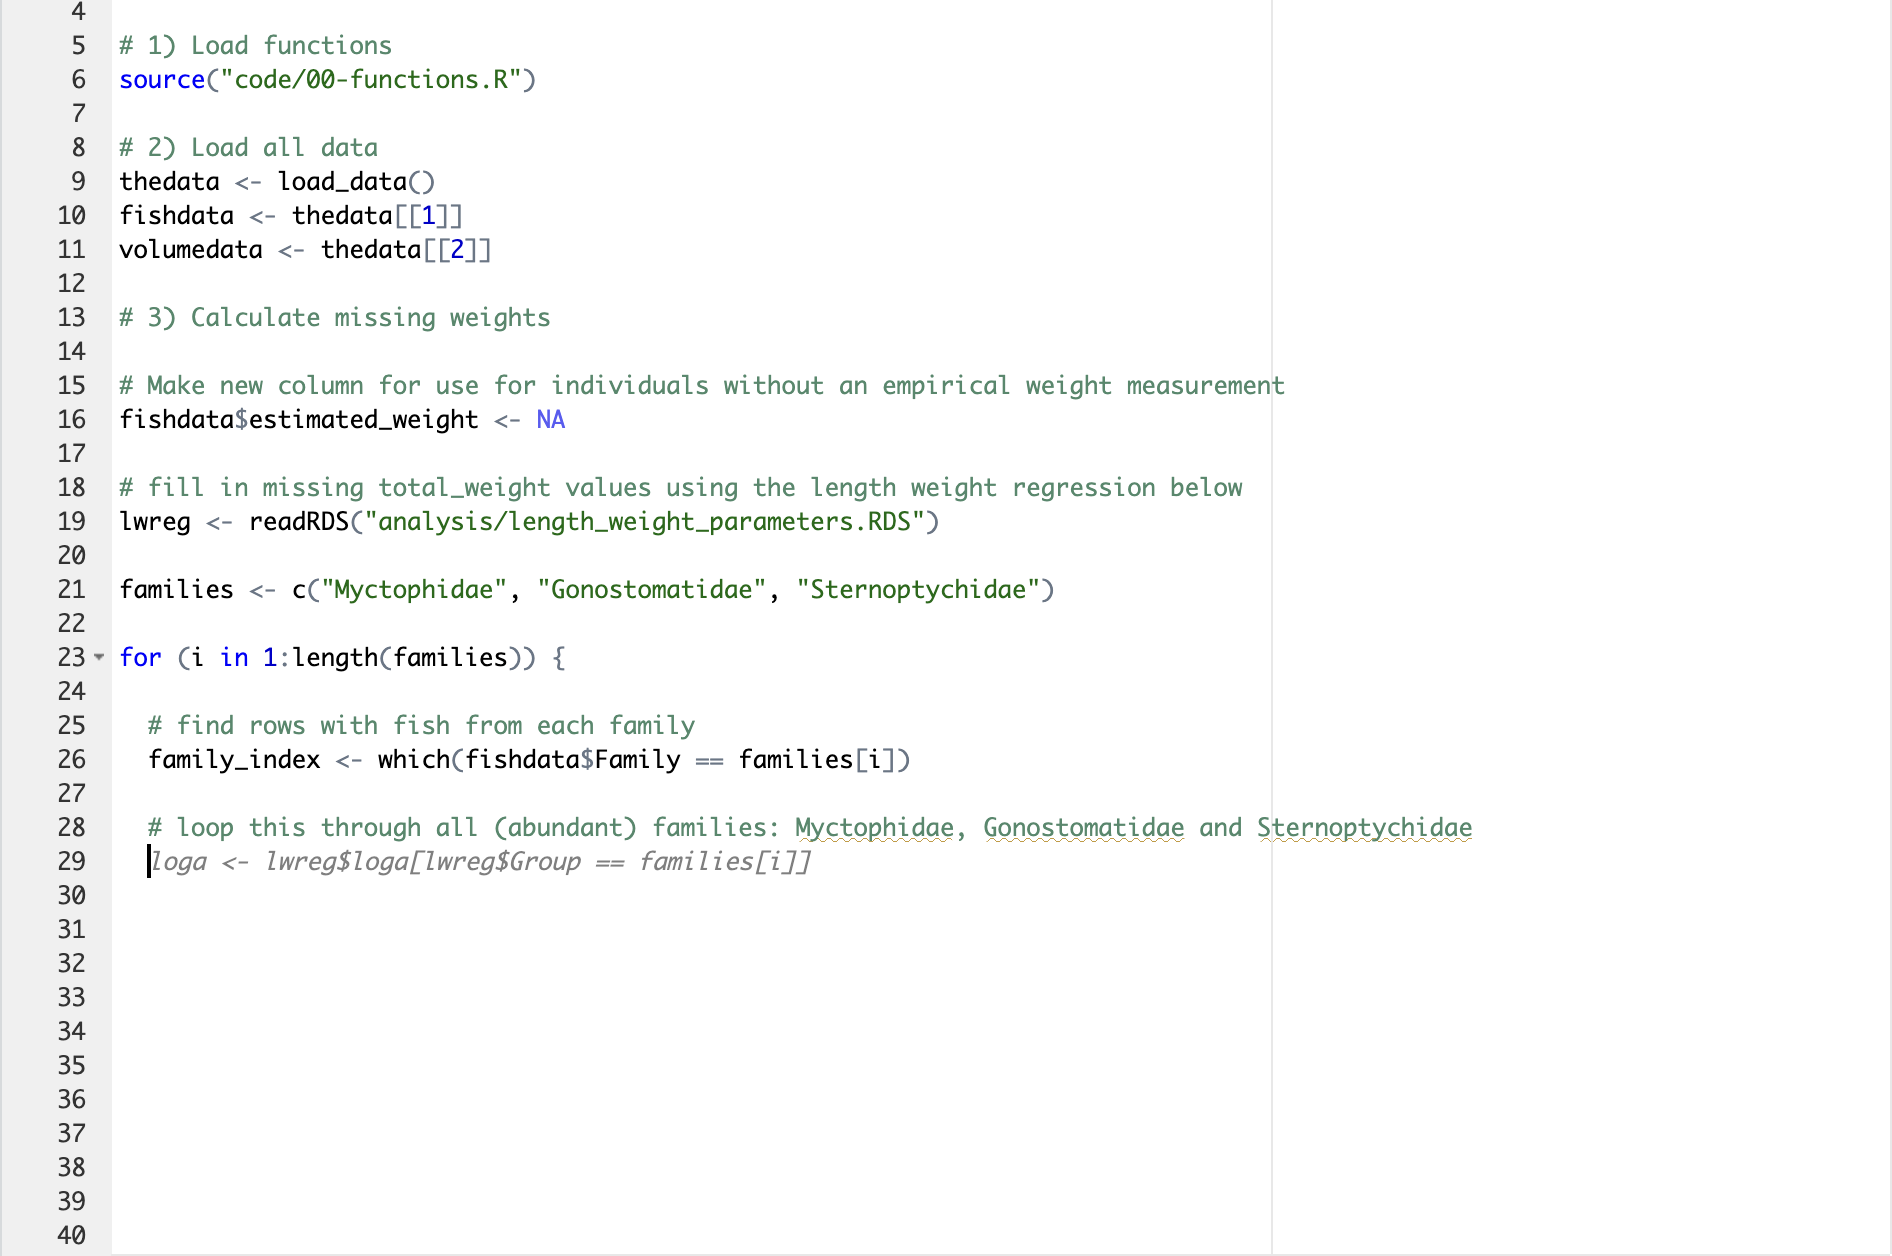 4
5 # 1) Load functions
6 source("code/00-functions.R")
7
8 # 2) Load all data
9 thedata <- load_data()
10 fishdata <- thedata[[1]]
11 volumedata <- thedata[[2]]
12
13 # 3) Calculate missing weights
14
15 # Make new column for use for individuals without an empirical weight measurement
16 fishdata$estimated_weight <- NA
17
18 # fill in missing total_weight values using the length weight regression below
19 lwreg <- readRDS("analysis/length_weight_parameters.RDS")
20
21 families <- c("Myctophidae", "Gonostomatidae", "Sternoptychidae")
22
23 for (i in 1:length(families)) {
24
25 # find rows with fish from each family
26 family_index <- which(fishdata$Family == families[i])
27
28 # loop this through all (abundant) families: Myctophidae, Gonostomatidae and Sternoptychidae
29 loga <- lwreg$loga[lwreg$Group == families[i]]
30
31
32
33
34
35
36
37
38
39
40